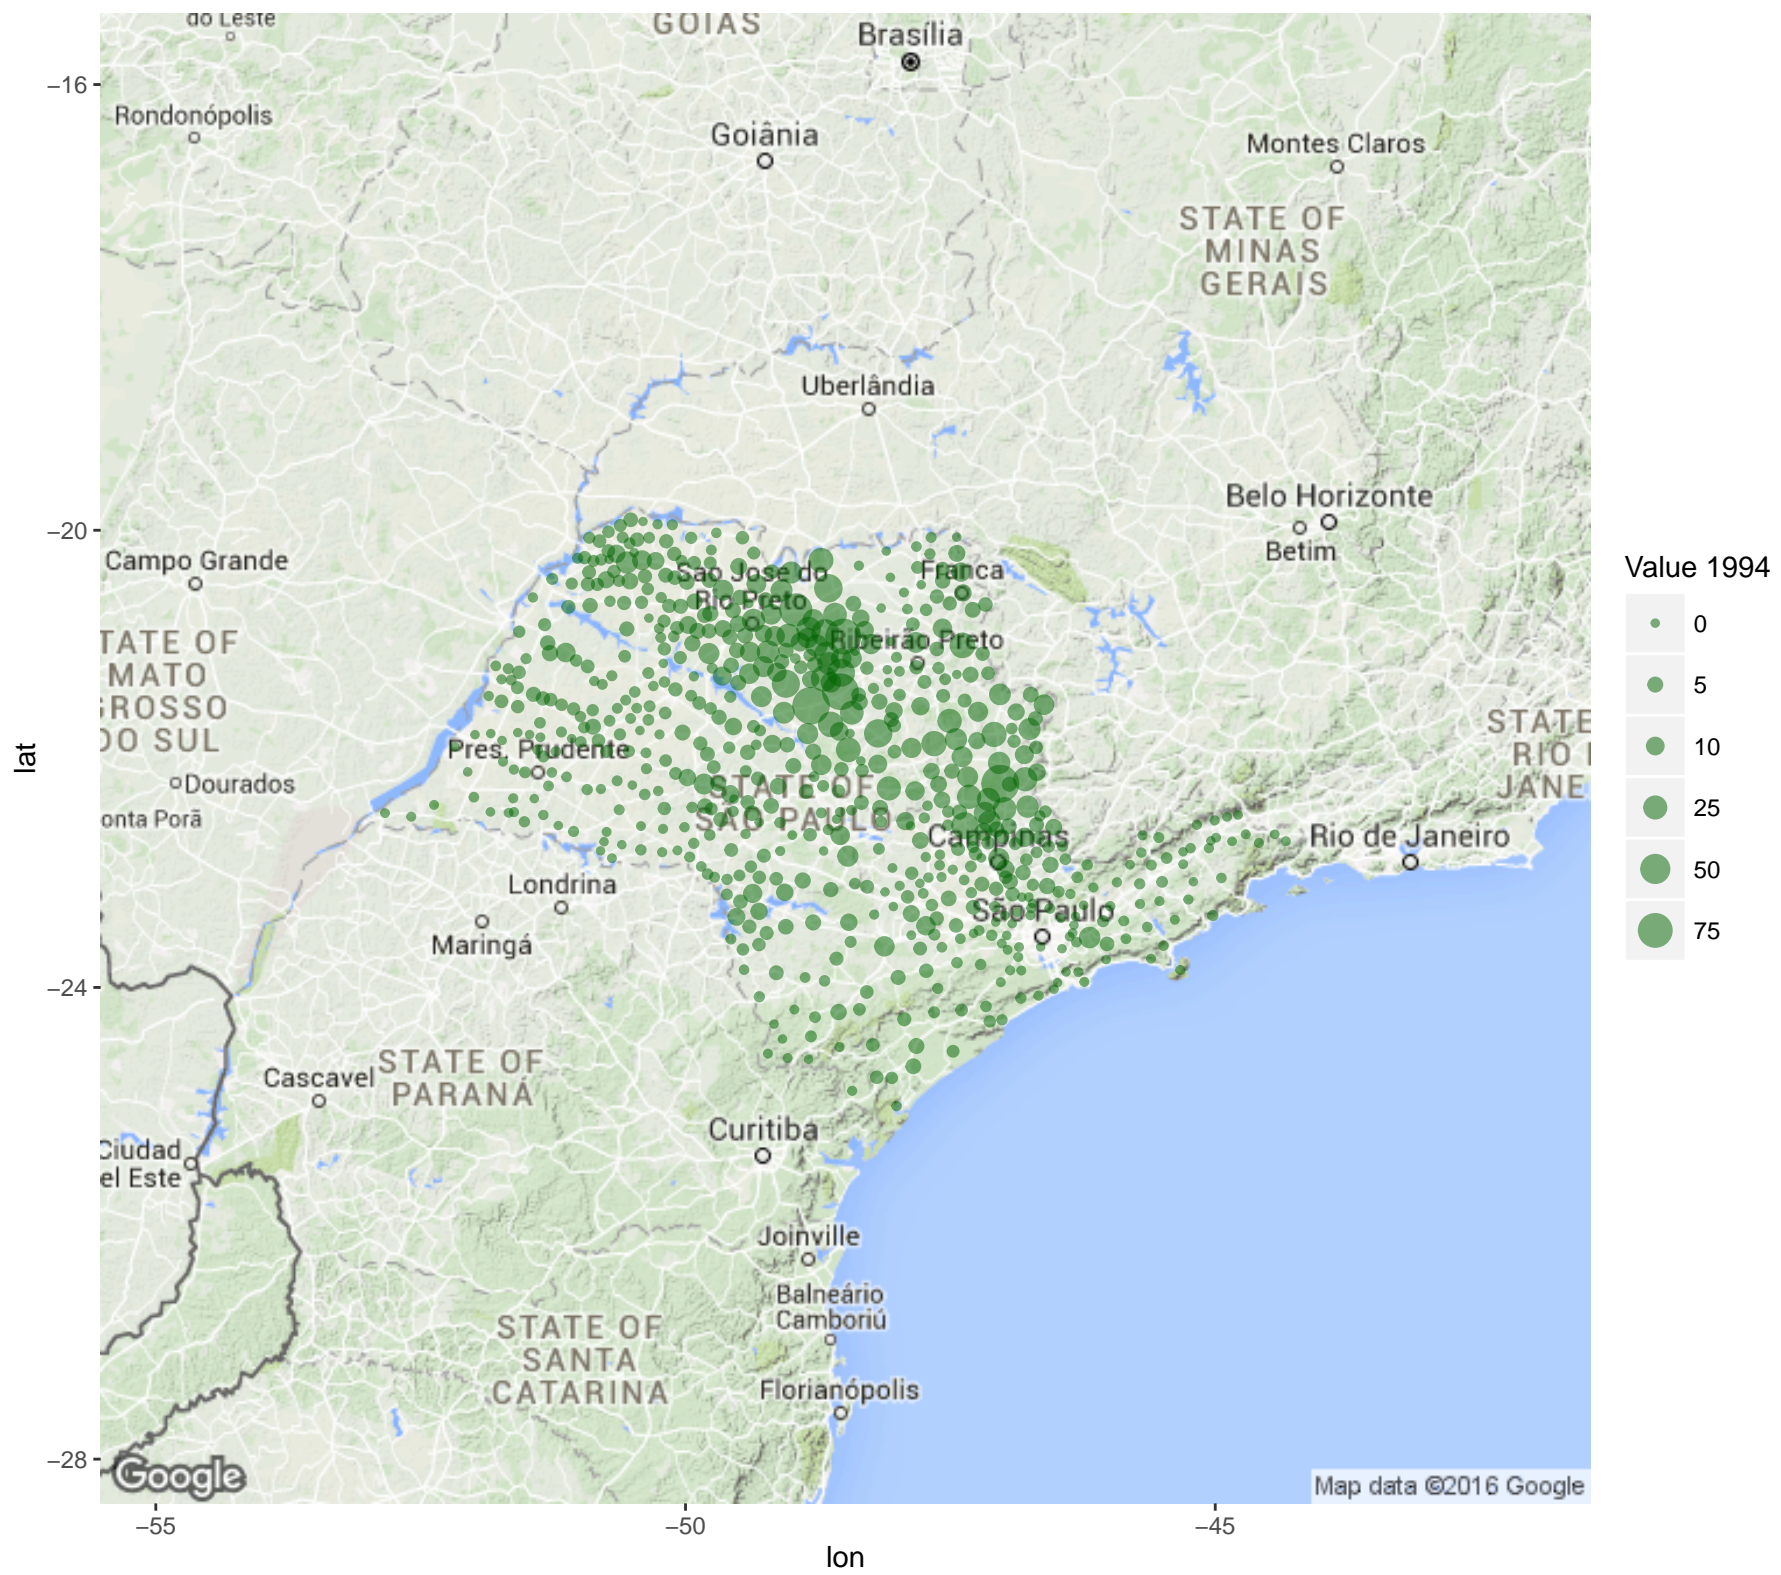 do Leste
GOIÁS
Brasília
Rondonópolis
Goiânia
Montes Claros
STATE OF
MINAS
GERAIS
Uberlândia
Belo Horizonte
Betim
Campo Grande
São José do
Rio Preto
Franca
Ribeirão Preto
TATE OF
MATO
GROSSO
DO SUL
STATE
RIO
JANE
Pres. Prudente
Dourados
onta Porã
STATE OF
SÃO PAULO
Campinas
Rio de Janeiro
Londrina
Maringá
São Paulo
STATE OF
PARANÁ
Cascavel
Curitiba
Ciudad
el Este
Joinville
Balneário
Camboriú
STATE OF
SANTA
CATARINA
Florianópolis
Google
Map data ©2016 Google
−16
−20
−24
−28
lat
−55
−50
−45
lon
Value 1994
0
5
10
25
50
75